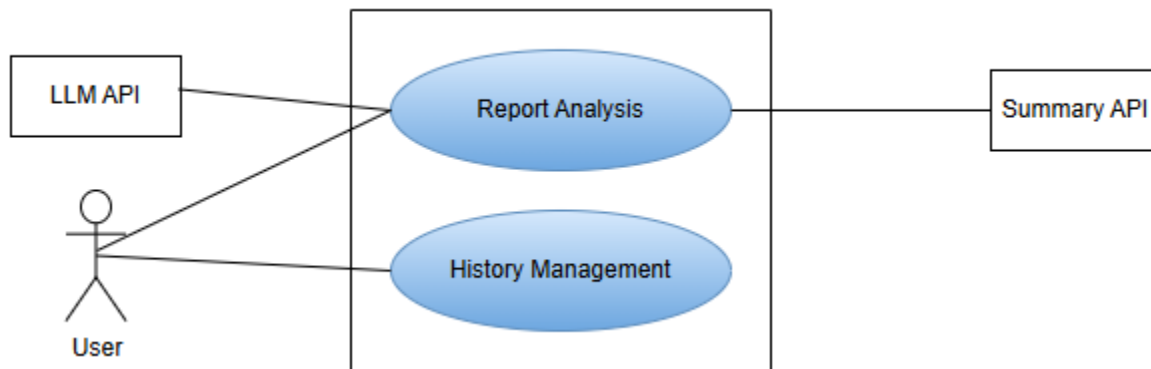 LLM API
Report Analysis
Summary API
History Management
User